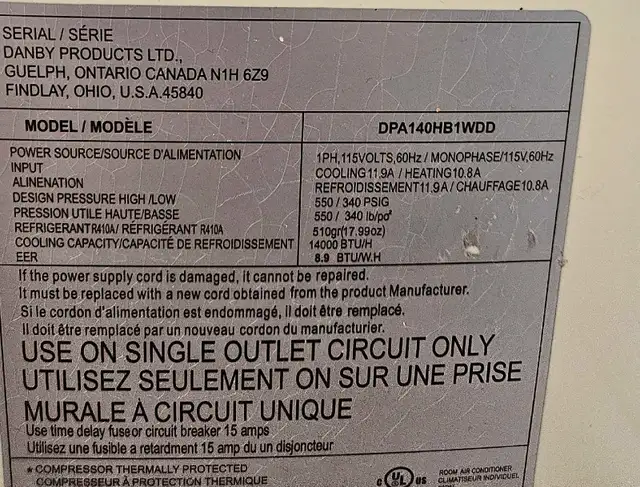 SERIAL / SÉRIE
DANBY PRODUCTS LTD.,
GUELPH, ONTARIO CANADA N1H 6Z9
FINDLAY, OHIO, U.S.A.45840
MODEL / MODÈLE DPA140HB1WDD
POWER SOURCE/SOURCE D'ALIMENTATION 1PH,115VOLTS,60Hz / MONOPHASE/115V,60Hz
INPUT COOLING11.9A / HEATING10.8A
ALINENATION REFROIDISSEMENT11.9A / CHAUFFAGE10.8A
DESIGN PRESSURE HIGH /LOW 550 / 340 PSIG
PRESSION UTILE HAUTE/BASSE 550 / 340 lb/po²
REFRIGERANT R410A/ RÉFRIGÉRANT R410A 510gr(17.99oz)
COOLING CAPACITY/CAPACITÉ DE REFROIDISSEMENT 14000 BTU/H
EER 8.9 BTU/W.H
If the power supply cord is damaged, it cannot be repaired.
It must be replaced with a new cord obtained from the product Manufacturer.
Si le cordon d'alimentation est endommagé, Il doit être remplacé.
Il doit être remplacé par un nouveau cordon du manufacturier.
USE ON SINGLE OUTLET CIRCUIT ONLY
UTILISEZ SEULEMENT ON SUR UNE PRISE
MURALE À CIRCUIT UNIQUE
Use time delay fuseor circuit breaker 15 amps
Utilisez une fusible a retardment 15 amp du un disjoncteur
* COMPRESSOR THERMALLY PROTECTED
COMPRESSEUR À PROTECTION THERMIQUE
c UL us
ROOM AIR CONDITIONER
CLIMATISEUR INDIVIDUEL